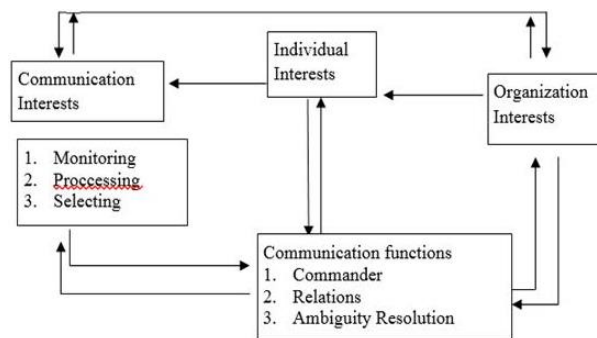 Individual
Interests
Communication
Interests
Organization
Interests
1. Monitoring
2. Proccessing
3. Selecting
Communication functions
1. Commander
2. Relations
3. Ambiguity Resolution